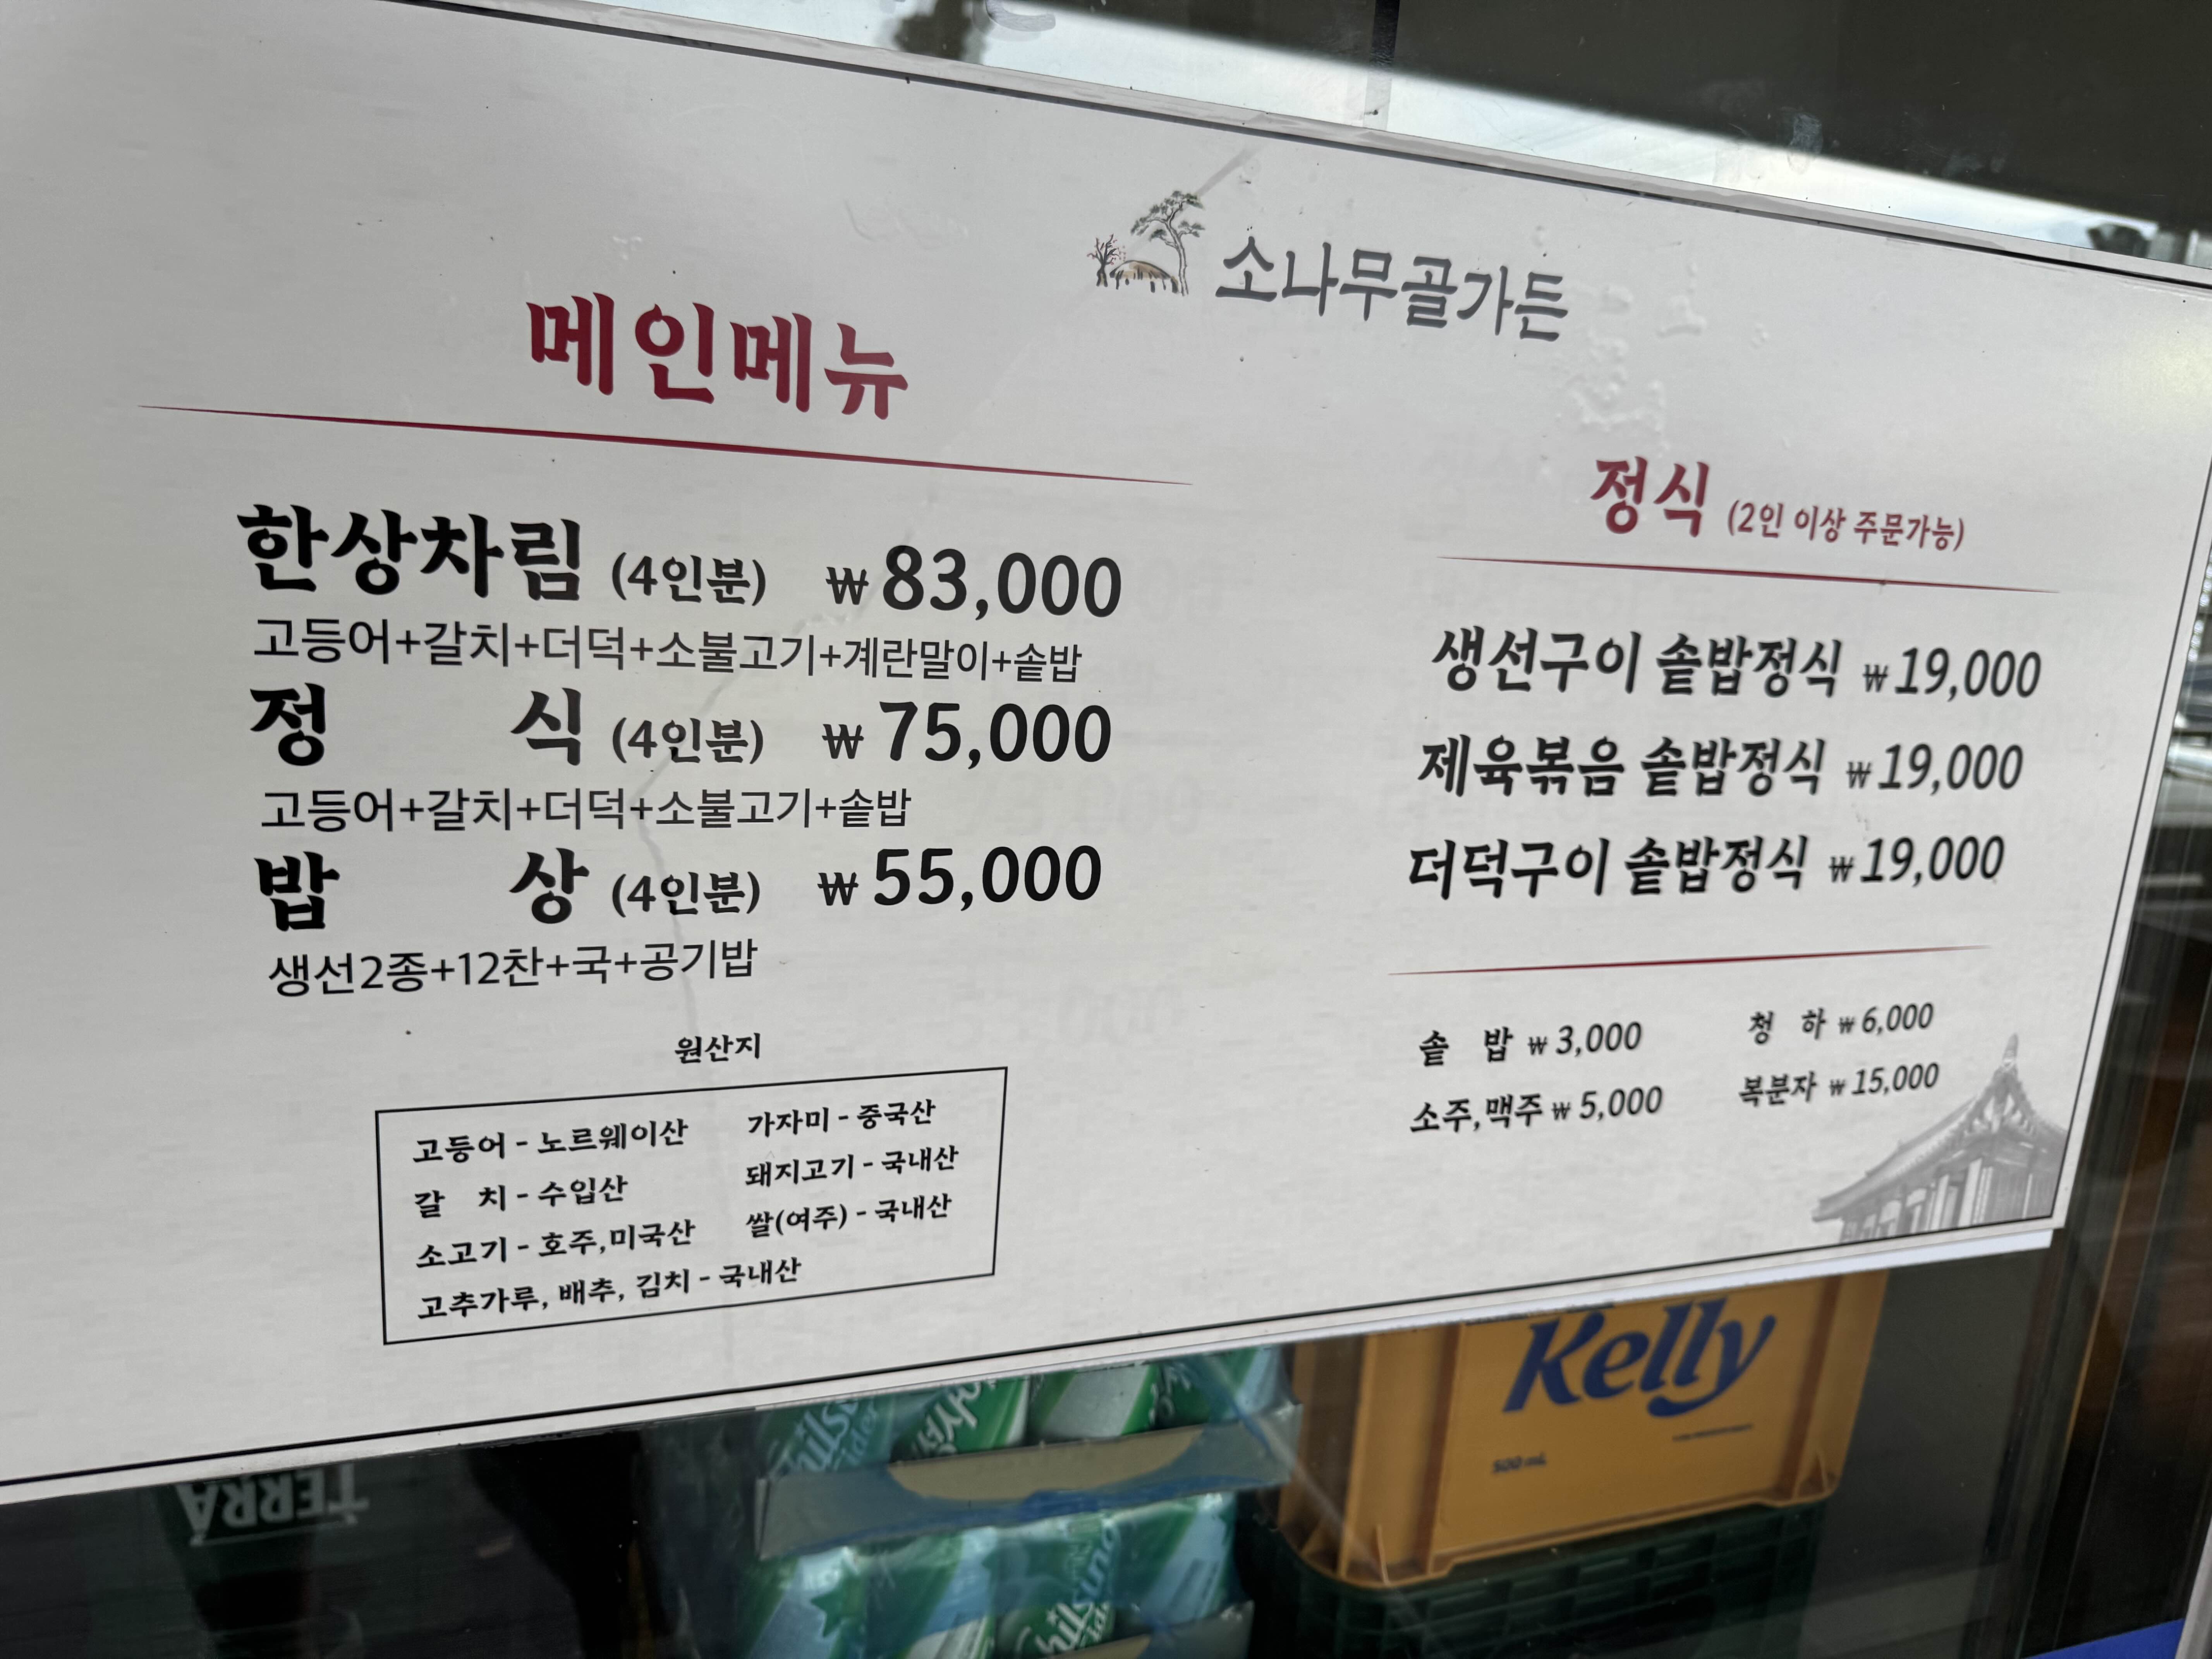 소나무골가든
메인메뉴
한상차림 (4인분) ₩ 83,000
고등어+갈치+더덕+소불고기+계란말이+솥밥
정 식 (4인분) ₩ 75,000
고등어+갈치+더덕+소불고기+솥밥
밥 상 (4인분) ₩ 55,000
생선2종+12찬+국+공기밥
원산지
고등어 - 노르웨이산
갈 치 - 수입산
소고기 - 호주,미국산
고추가루, 배추, 김치 - 국내산
가자미 - 중국산
돼지고기 - 국내산
쌀(여주) - 국내산
정식 (2인 이상 주문가능)
생선구이 솥밥정식 ₩ 19,000
제육볶음 솥밥정식 ₩ 19,000
더덕구이 솥밥정식 ₩ 19,000
솥 밥 ₩ 3,000
소주,맥주 ₩ 5,000
청 하 ₩ 6,000
복분자 ₩ 15,000
Kelly
500 mL
TERRA